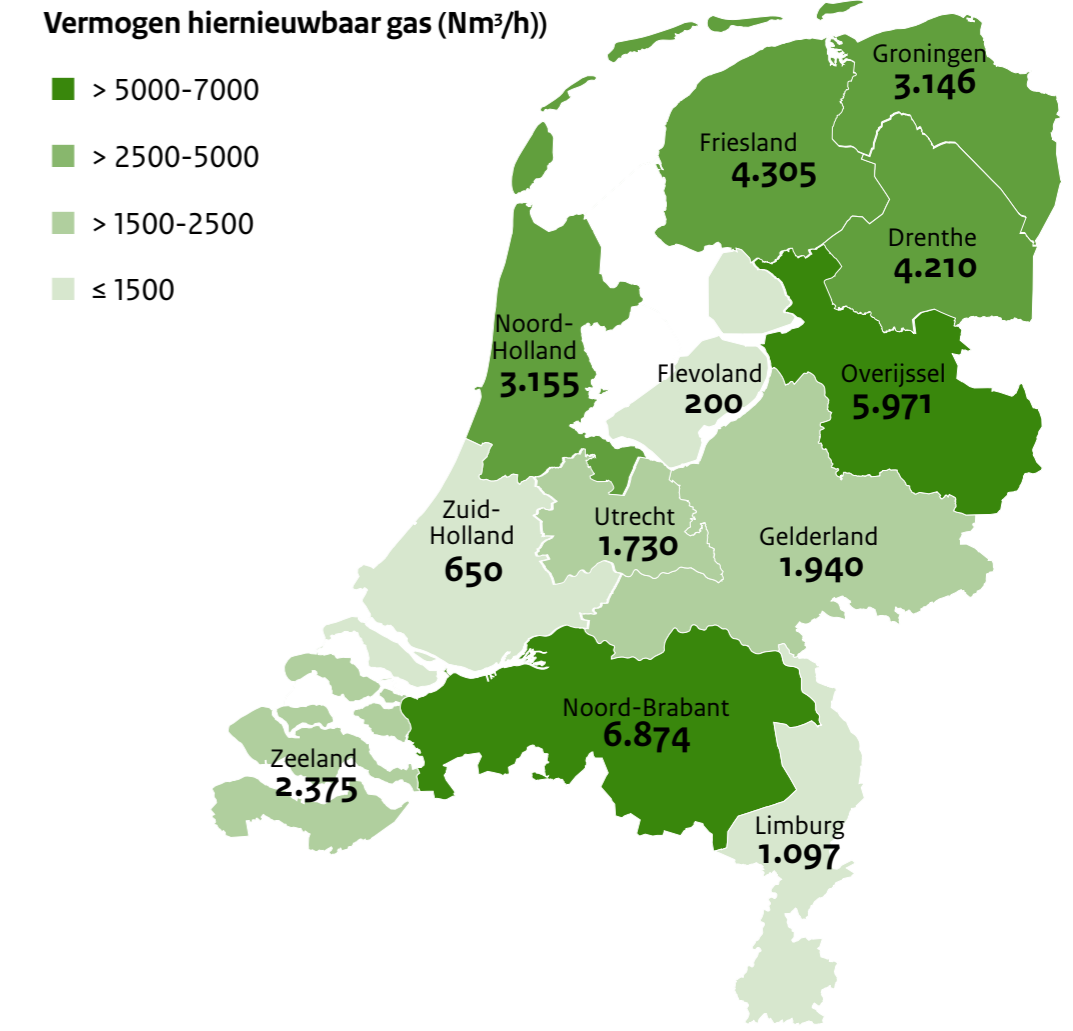 Vermogen hiernieuwbaar gas (Nm³/h))
> 5000-7000
> 2500-5000
> 1500-2500
≤ 1500
Groningen
3.146
Friesland
4.305
Drenthe
4.210
Noord-
Holland
3.155
Flevoland
200
Overijssel
5.971
Zuid-
Holland
650
Utrecht
1.730
Gelderland
1.940
Noord-Brabant
6.874
Zeeland
2.375
Limburg
1.097